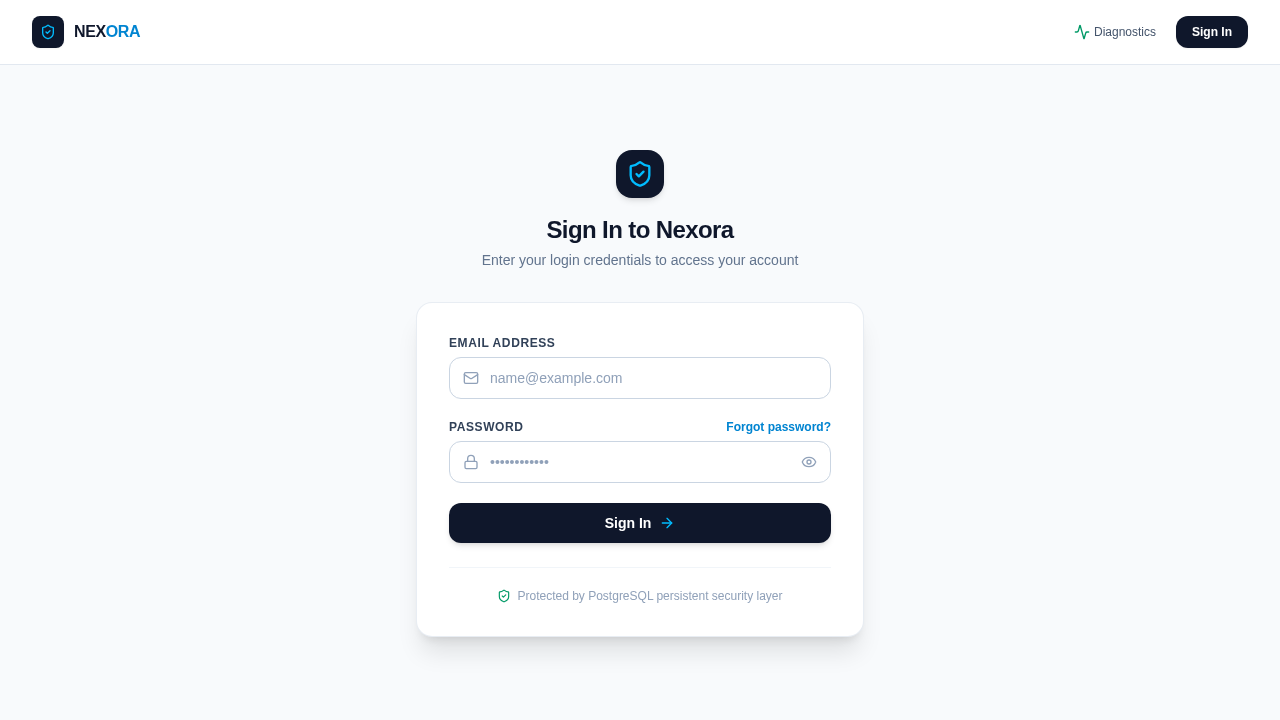 NEXORA
Diagnostics
Sign In
Sign In to Nexora
Enter your login credentials to access your account
EMAIL ADDRESS
name@example.com
PASSWORD
Forgot password?
••••••••••••
Sign In
Protected by PostgreSQL persistent security layer